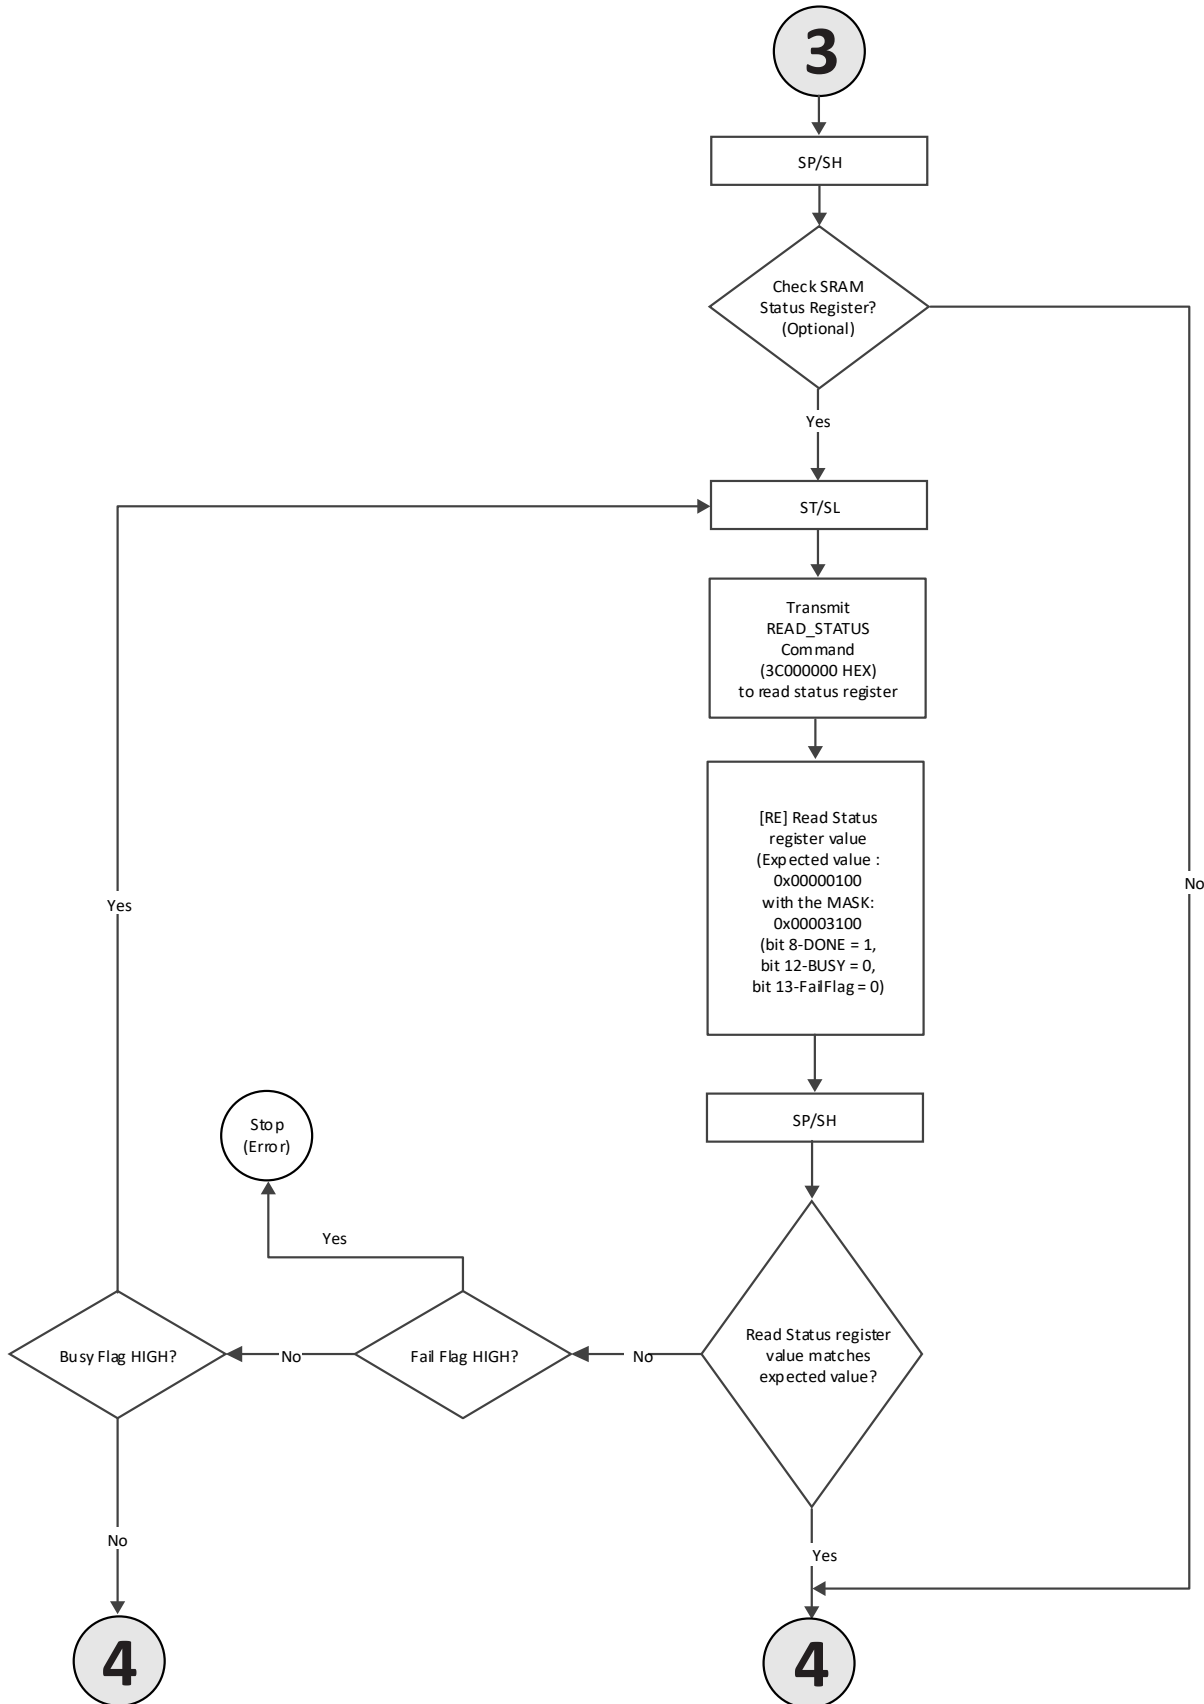 3
SP/SH
Check SRAM
Status Register?
(Optional)
Yes
ST/SL
Transmit
READ_STATUS
Command
(3C000000 HEX)
to read status register
[RE] Read Status
register value
(Expected value :
0x00000100
with the MASK:
0x00003100
(bit 8-DONE = 1,
bit 12-BUSY = 0,
bit 13-FailFlag = 0)
No
Yes
SP/SH
Stop
(Error)
Yes
Read Status register
value matches
expected value?
No
Fail Flag HIGH?
No
Busy Flag HIGH?
No
Yes
4
4